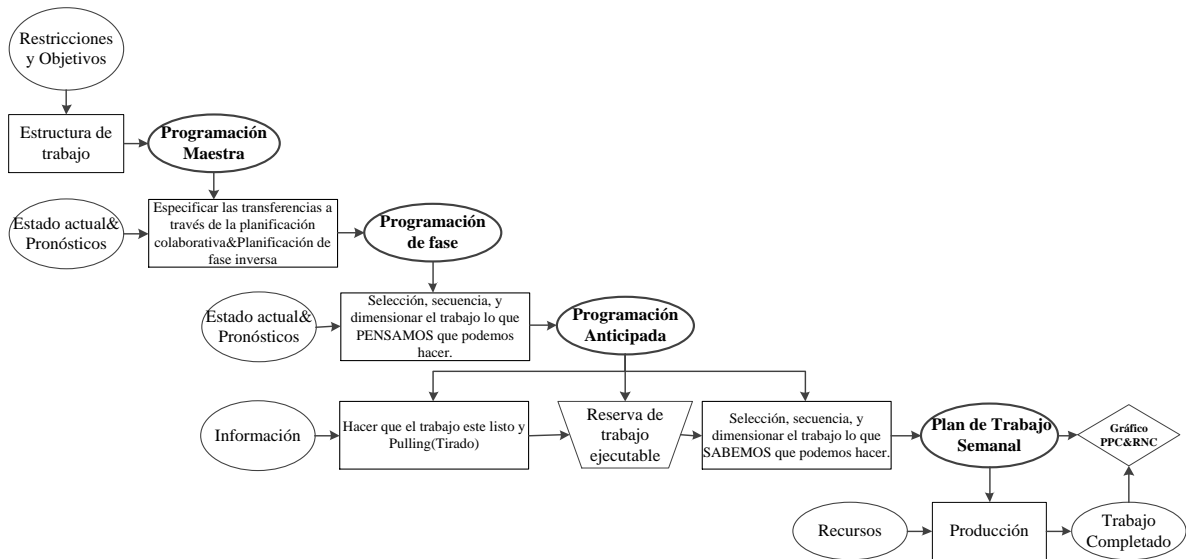 Restricciones
y Objetivos
Estructura de
trabajo
Programación
Maestra
Estado actual&
Pronósticos
Especificar las transferencias a
través de la planificación
colaborativa&Planificación de
fase inversa
Programación
de fase
Estado actual&
Pronósticos
Selección, secuencia, y
dimensionar el trabajo lo que
PENSAMOS que podemos
hacer.
Programación
Anticipada
Información
Hacer que el trabajo este listo y
Pulling(Tirado)
Reserva de
trabajo
ejecutable
Selección, secuencia, y
dimensionar el trabajo lo que
SABEMOS que podemos hacer.
Plan de Trabajo
Semanal
Gráfico
PPC&RNC
Recursos
Producción
Trabajo
Completado